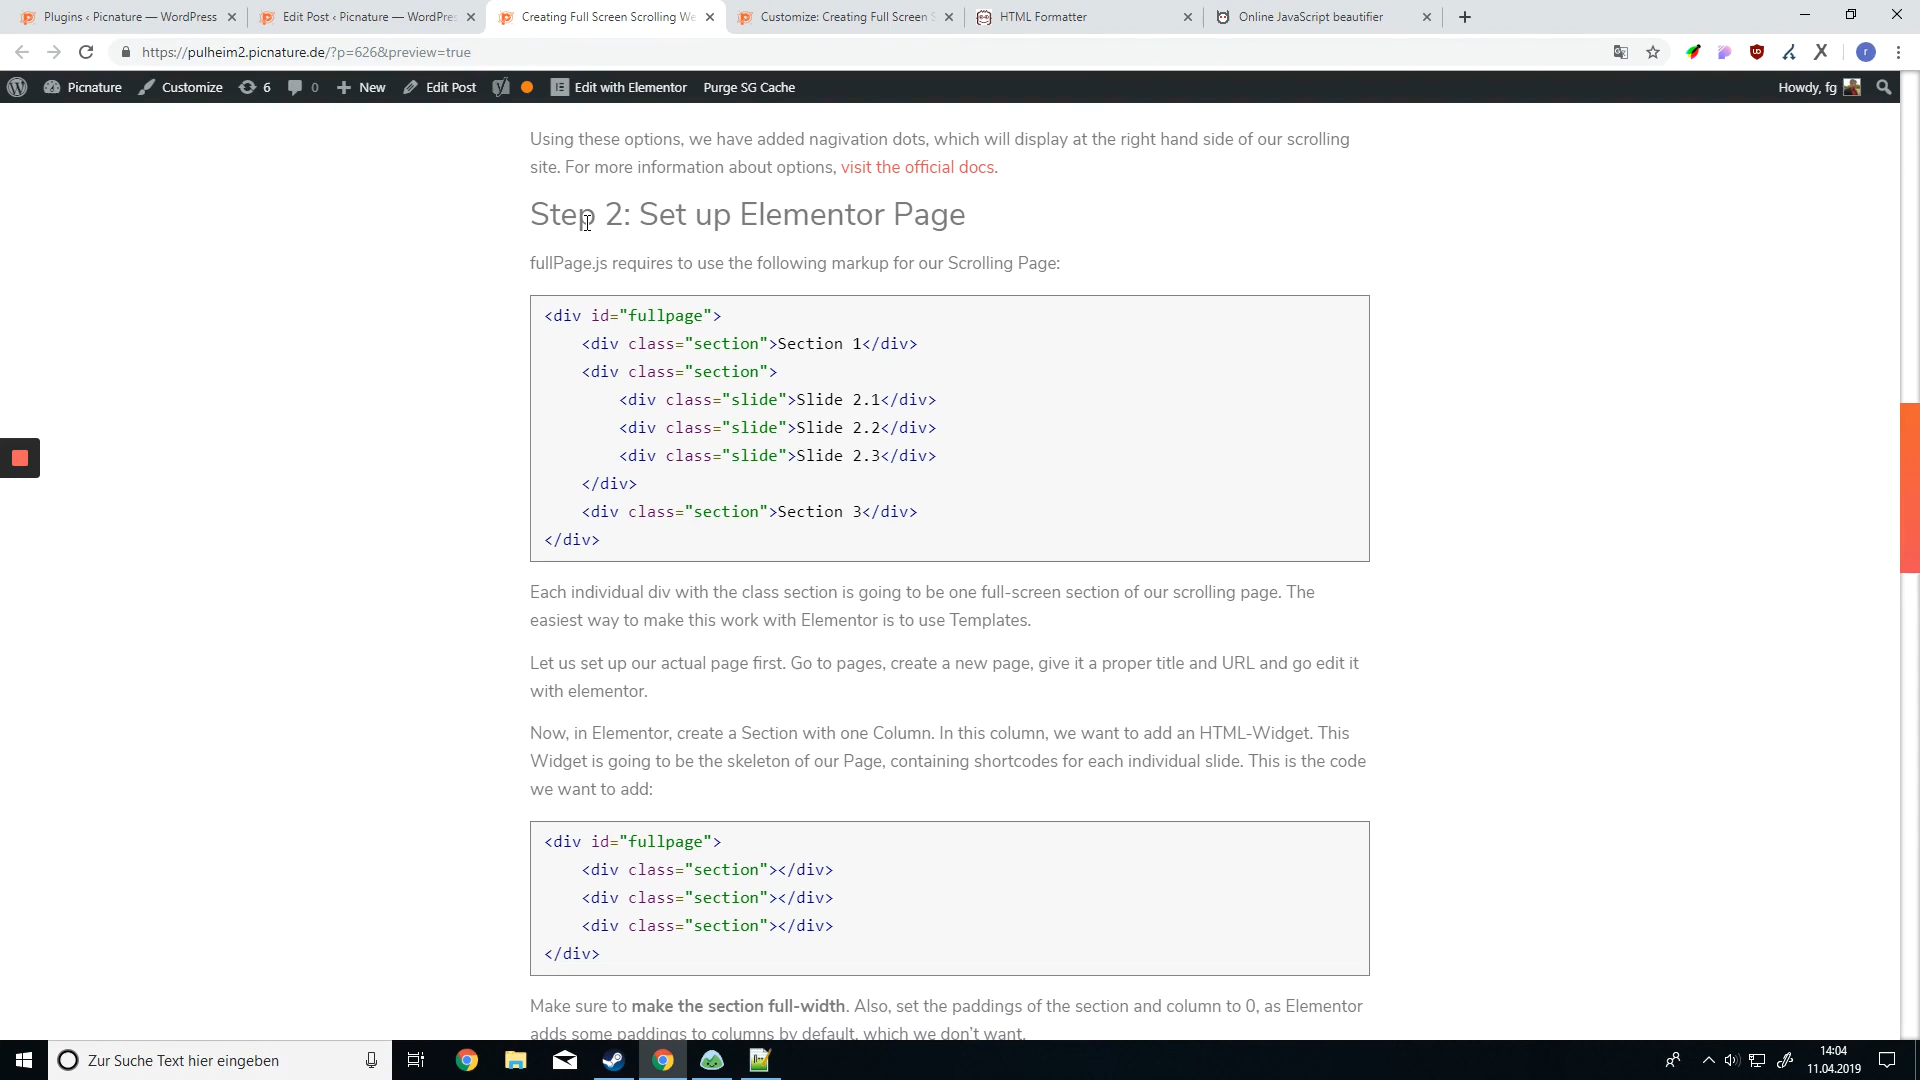 Plugins ‹ Picnature — WordPress
Edit Post ‹ Picnature — WordPres
Creating Full Screen Scrolling We
Customize: Creating Full Screen S
HTML Formatter
Online JavaScript beautifier
https://pulheim2.picnature.de/?p=626&preview=true
r
Picnature
Customize
6
0
New
Edit Post
Edit with Elementor
Purge SG Cache
Howdy, fg
Using these options, we have added nagivation dots, which will display at the right hand side of our scrolling
site. For more information about options, visit the official docs.
Step 2: Set up Elementor Page
fullPage.js requires to use the following markup for our Scrolling Page:
<div id="fullpage">
    <div class="section">Section 1</div>
    <div class="section">
        <div class="slide">Slide 2.1</div>
        <div class="slide">Slide 2.2</div>
        <div class="slide">Slide 2.3</div>
    </div>
    <div class="section">Section 3</div>
</div>
Each individual div with the class section is going to be one full-screen section of our scrolling page. The
easiest way to make this work with Elementor is to use Templates.
Let us set up our actual page first. Go to pages, create a new page, give it a proper title and URL and go edit it
with elementor.
Now, in Elementor, create a Section with one Column. In this column, we want to add an HTML-Widget. This
Widget is going to be the skeleton of our Page, containing shortcodes for each individual slide. This is the code
we want to add:
<div id="fullpage">
    <div class="section"></div>
    <div class="section"></div>
    <div class="section"></div>
</div>
Make sure to make the section full-width. Also, set the paddings of the section and column to 0, as Elementor
adds some paddings to columns by default, which we don't want.
Zur Suche Text hier eingeben
14:04
11.04.2019